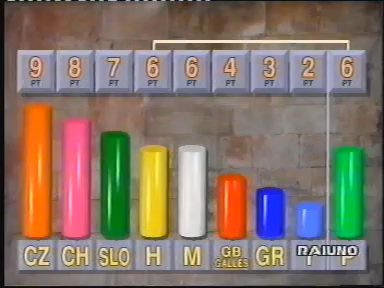 9 8 7 6 6 4 3 2 6
PT PT PT PT PT PT PT PT PT
CZ CH SLO H M GB GALLES GR I P
RAIUNO